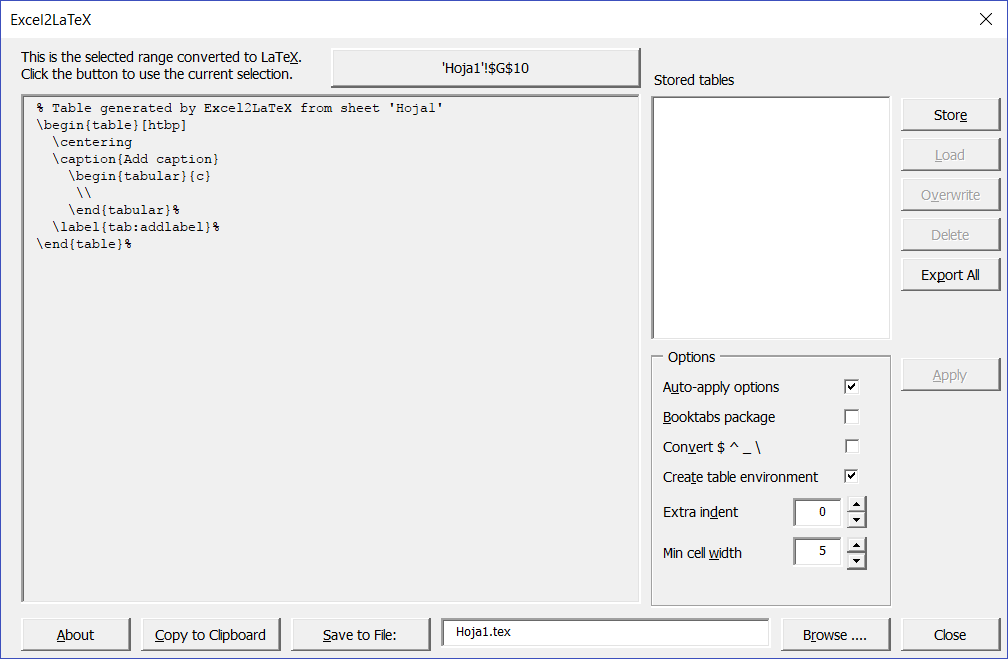 Excel2LaTeX
This is the selected range converted to LaTeX.
Click the button to use the current selection.
'Hoja1'!$G$10
Stored tables
% Table generated by Excel2LaTeX from sheet 'Hoja1'
\begin{table}[htbp]
  \centering
  \caption{Add caption}
    \begin{tabular}{c}
     \\
    \end{tabular}%
  \label{tab:addlabel}%
\end{table}%
Store
Load
Overwrite
Delete
Export All
Apply
Options
Auto-apply options
Booktabs package
Convert $ ^ _ \
Create table environment
Extra indent 0
Min cell width 5
About
Copy to Clipboard
Save to File:
Hoja1.tex
Browse ....
Close